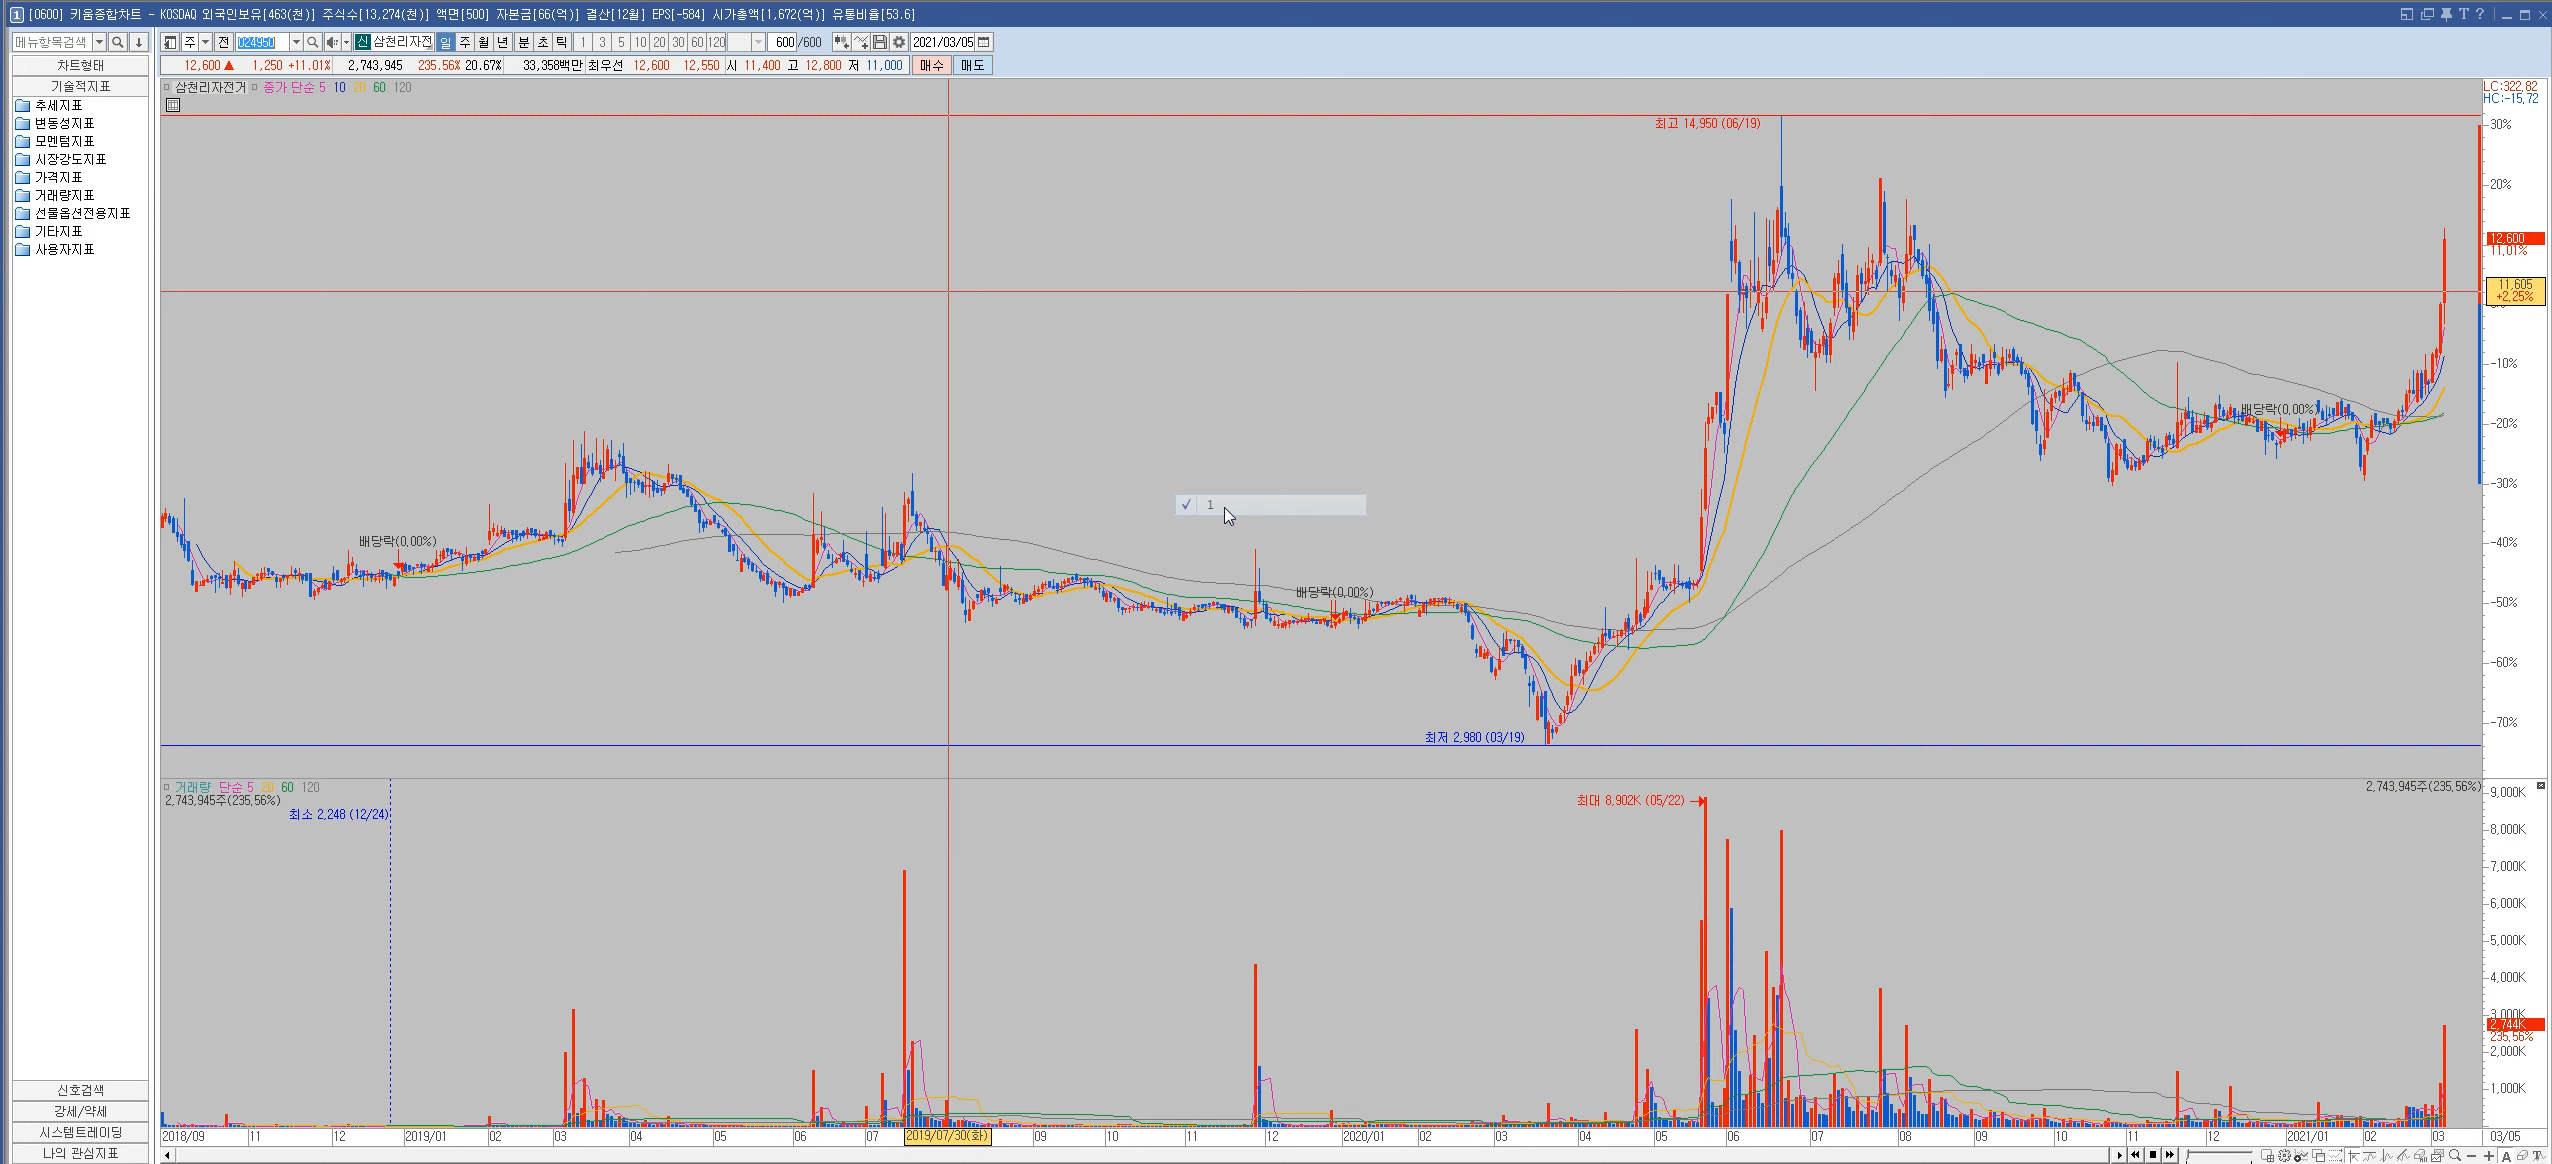 1 [0600] 키움종합차트 - KOSDAQ 외국인보유[463(천)] 주식수[13,274(천)] 액면[500] 자본금[66(억)] 결산[12월] EPS[-584] 시가총액[1,672(억)] 유통비율[53.6]
메뉴항목검색 주 전 024950 신 삼천리자전 일 주 월 년 분 초 틱 1 3 5 10 20 30 60 120 600 /600 2021/03/05
차트형태
12,600 ▲ 1,250 +11.01% 2,743,945 235.56% 20.67% 33,358백만 최우선 12,600 12,550 시 11,400 고 12,800 저 11,000 매수 매도
기술적지표
추세지표
변동성지표
모멘텀지표
시장강도지표
가격지표
거래량지표
선물옵션전용지표
기타지표
사용자지표
신호검색
강세/약세
시스템트레이딩
나의 관심지표
삼천리자전거 종가 단순 5 10 20 60 120
LC:322.82
HC:-15.72
최고 14,950 (06/19)
30%
20%
12,600
11.01%
11,605
+2.25%
-10%
-20%
-30%
-40%
-50%
-60%
-70%
배당락(0.00%)
배당락(0.00%)
배당락(0.00%)
✓ 1
최저 2,980 (03/19)
거래량 단순 5 20 60 120
2,743,945주(235.56%)
2,743,945주(235.56%)
최소 2,248 (12/24)
최대 8,902K (05/22)
9,000K
8,000K
7,000K
6,000K
5,000K
4,000K
3,000K
2,744K
235.56%
2,000K
1,000K
2018/09 11 12 2019/01 02 03 04 05 06 07 2019/07/30(화) 09 10 11 12 2020/01 02 03 04 05 06 07 08 09 10 11 12 2021/01 02 03 03/05